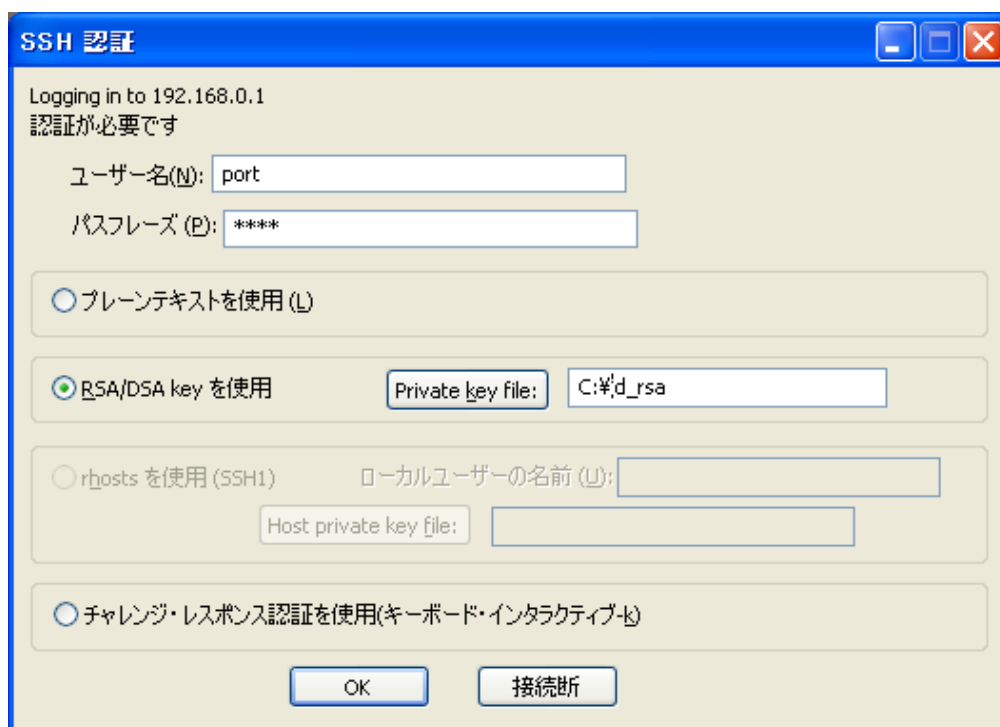 SSH 認証
Logging in to 192.168.0.1
認証が必要です
ユーザー名(N): port
パスフレーズ (P): ****
プレーンテキストを使用 (L)
RSA/DSA key を使用 Private key file: C:¥id_rsa
rhosts を使用 (SSH1) ローカルユーザーの名前 (U):
Host private key file:
チャレンジ・レスポンス認証を使用(キーボード・インタラクティブ-k)
OK 接続断